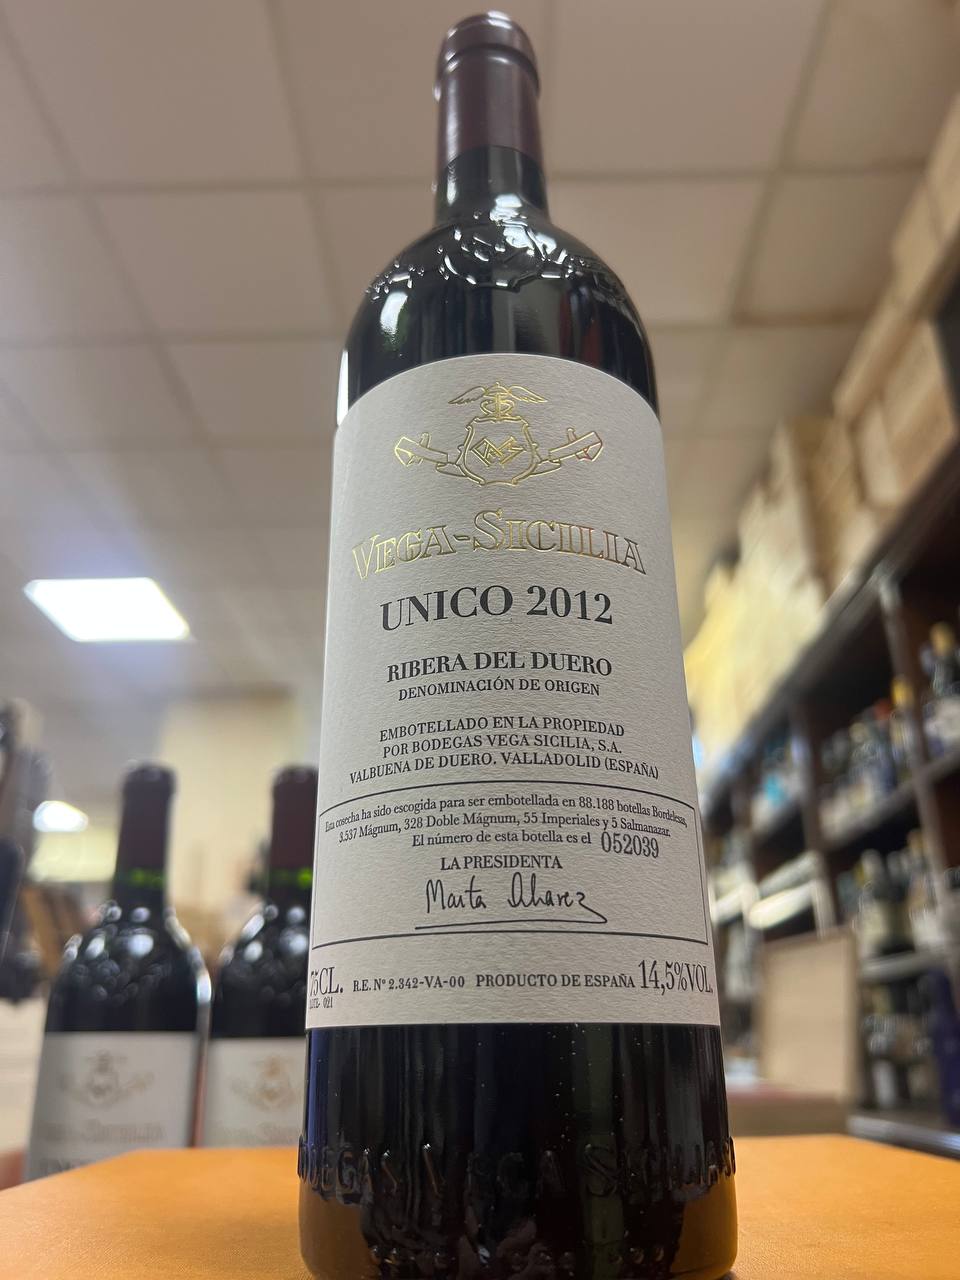 VEGA-SICILIA
UNICO 2012
RIBERA DEL DUERO
DENOMINACIÓN DE ORIGEN
EMBOTELLADO EN LA PROPIEDAD
POR BODEGAS VEGA SICILIA, S.A.
VALBUENA DE DUERO. VALLADOLID (ESPAÑA)
Esta cosecha ha sido escogida para ser embotellada en 88.188 botellas Bordelesas,
3.537 Mágnum, 328 Doble Mágnum, 55 Imperiales y 5 Salmanazar.
El número de esta botella es el 052039
LA PRESIDENTA
Marta Alvarez
75CL. R.E. Nº 2.342-VA-00 PRODUCTO DE ESPAÑA 14,5%VOL.
BODEGAS VEGA SICILIA
VEGA-SICILIA